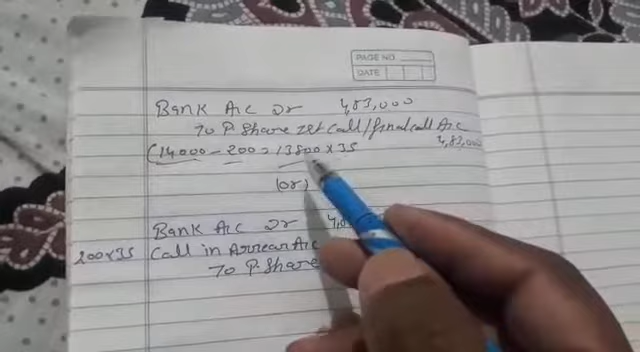 PAGE NO.
DATE
Bank A/c Dr 4,83,000
To P Share Ist Call/final call A/c
(14000 - 200 = 13800 x 35 4,83,000
(or)
Bank A/c Dr
200x35 Call in Arrear A/c
To P. Share